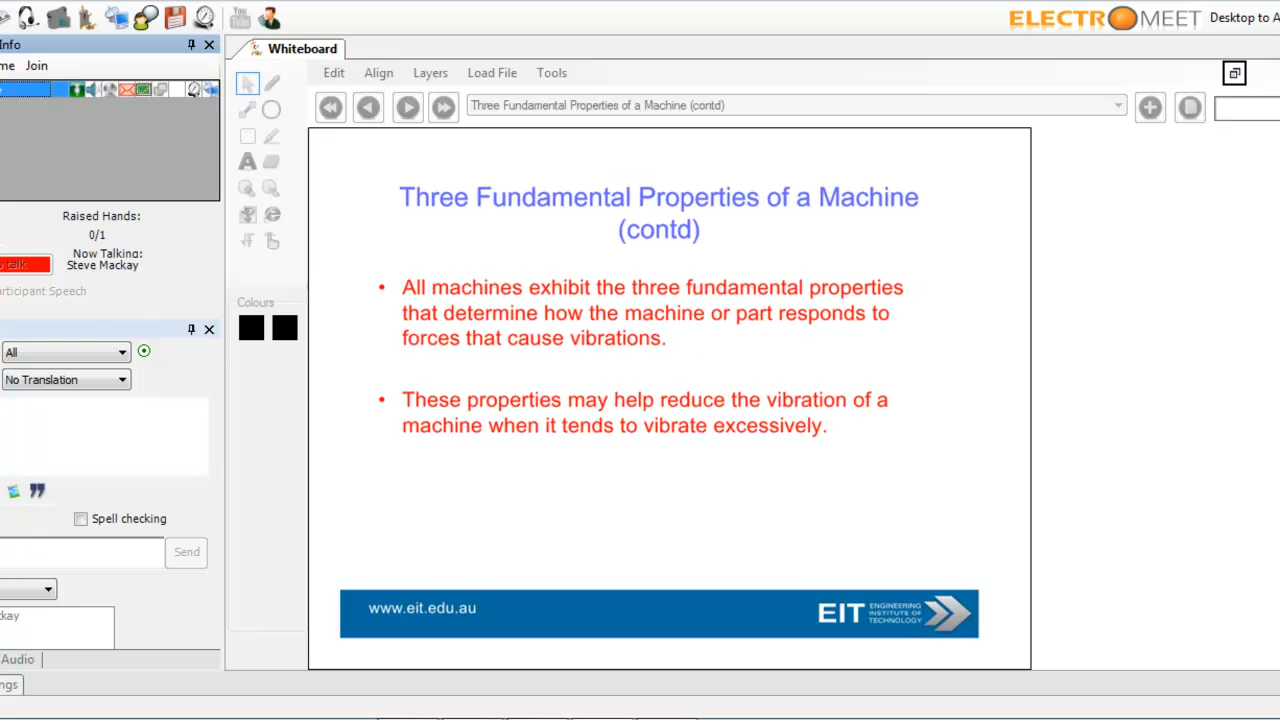 You
ELECTROMEET
Desktop to A
Info
me Join
Raised Hands:
0/1
Now Talking:
Steve Mackay
talk
articipant Speech
All
No Translation
Spell checking
Send
kay
Audio
ngs
Whiteboard
Edit Align Layers Load File Tools
Three Fundamental Properties of a Machine (contd)
Colours
Three Fundamental Properties of a Machine
(contd)
• All machines exhibit the three fundamental properties
that determine how the machine or part responds to
forces that cause vibrations.
• These properties may help reduce the vibration of a
machine when it tends to vibrate excessively.
www.eit.edu.au
EIT ENGINEERING
INSTITUTE OF
TECHNOLOGY